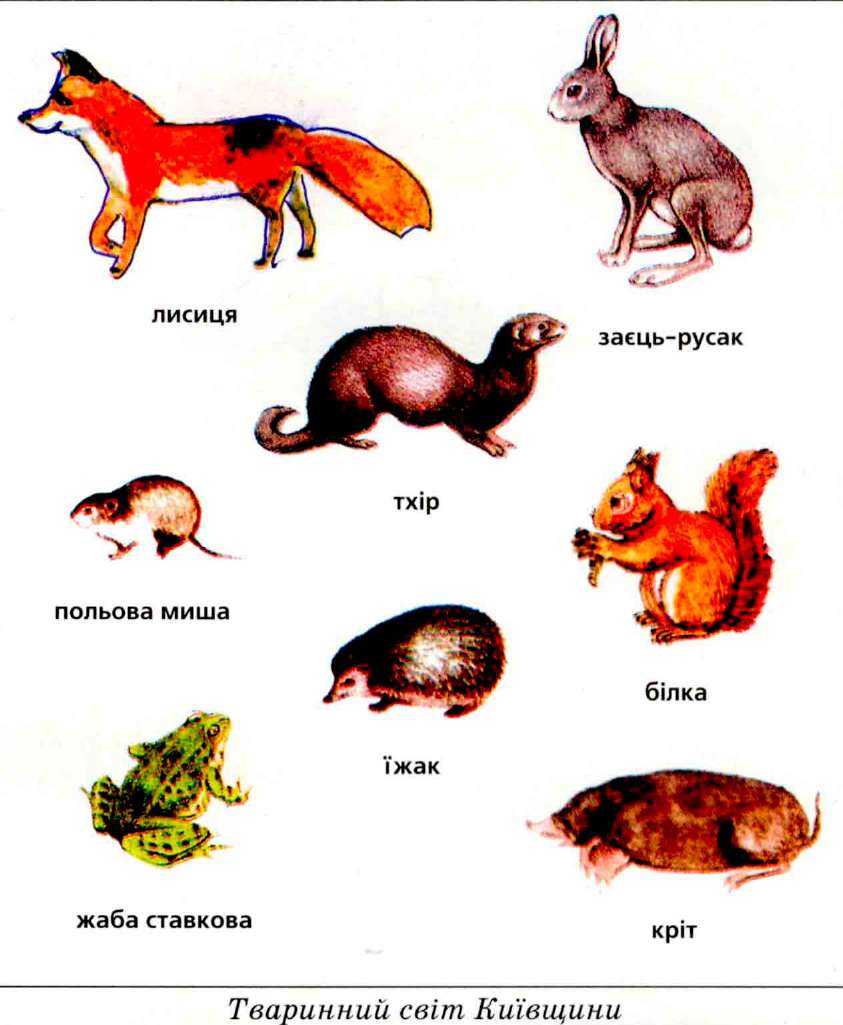 лисиця
заєць-русак
тхір
польова миша
білка
їжак
жаба ставкова
кріт
Тваринний світ Київщини